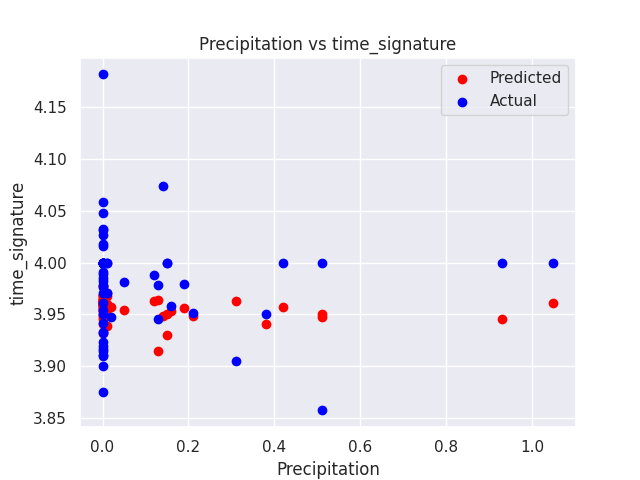 Precipitation vs time_signature
Predicted
Actual
4.15
4.10
4.05
4.00
3.95
3.90
3.85
time_signature
0.0 0.2 0.4 0.6 0.8 1.0
Precipitation